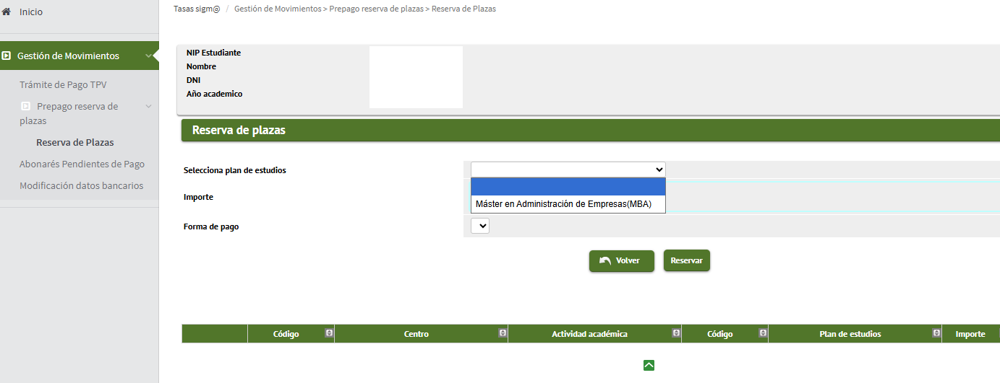 Inicio
Tasas sigm@ / Gestión de Movimientos > Prepago reserva de plazas > Reserva de Plazas
Gestión de Movimientos
Trámite de Pago TPV
Prepago reserva de
plazas
Reserva de Plazas
Abonarés Pendientes de Pago
Modificación datos bancarios
NIP Estudiante
Nombre
DNI
Año academico
Reserva de plazas
Selecciona plan de estudios
Máster en Administración de Empresas(MBA)
Importe
Forma de pago
Volver
Reservar
Código Centro Actividad académica Código Plan de estudios Importe